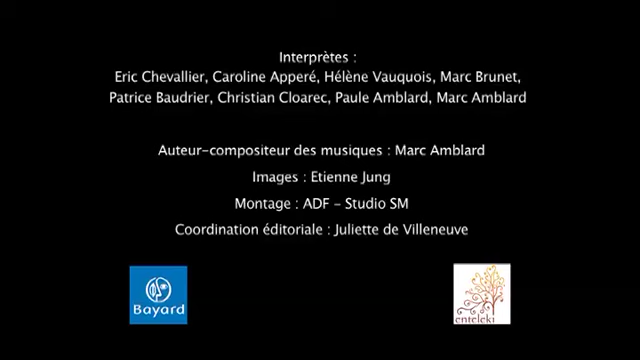 Interprètes :
Eric Chevallier, Caroline Apperé, Hélène Vauquois, Marc Brunet,
Patrice Baudrier, Christian Cloarec, Paule Amblard, Marc Amblard
Auteur-compositeur des musiques : Marc Amblard
Images : Etienne Jung
Montage : ADF - Studio SM
Coordination éditoriale : Juliette de Villeneuve
Bayard
enteleki